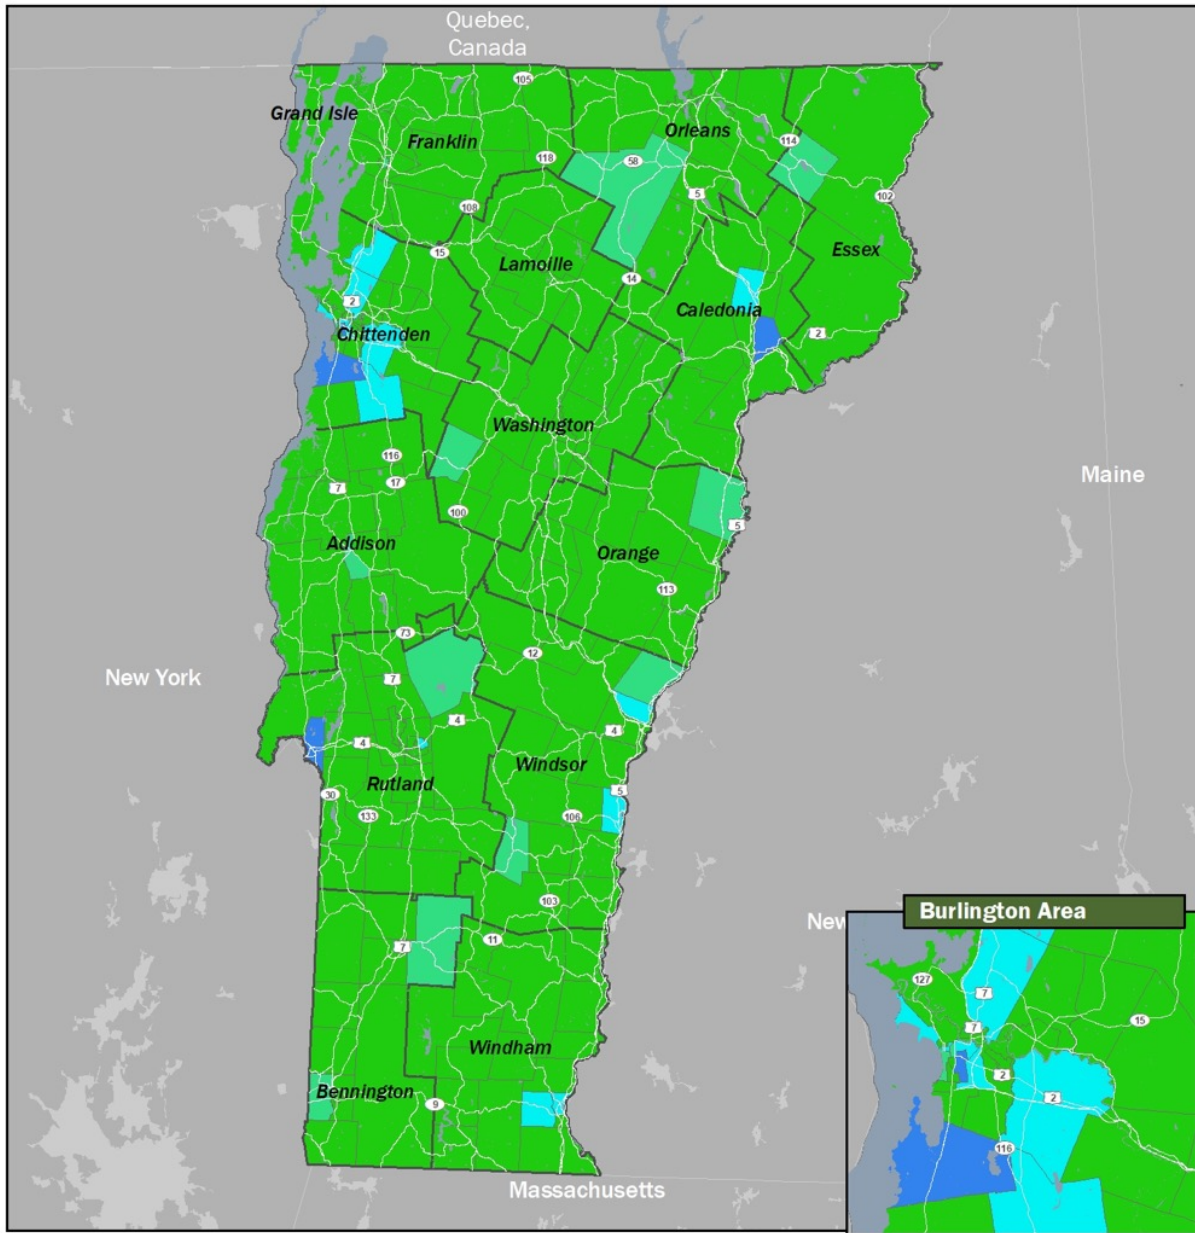 Quebec,
Canada
105
Grand Isle
Franklin
Orleans
114
118
58
5
102
108
15
Essex
Lamoille
14
2
Caledonia
Chittenden
2
Washington
116
7
17
Maine
100
5
Addison
Orange
113
73
12
New York
7
4
4
4
Windsor
Rutland
5
30
133
106
103
New
Burlington Area
11
7
127
7
15
7
Windham
2
Bennington
9
2
116
Massachusetts